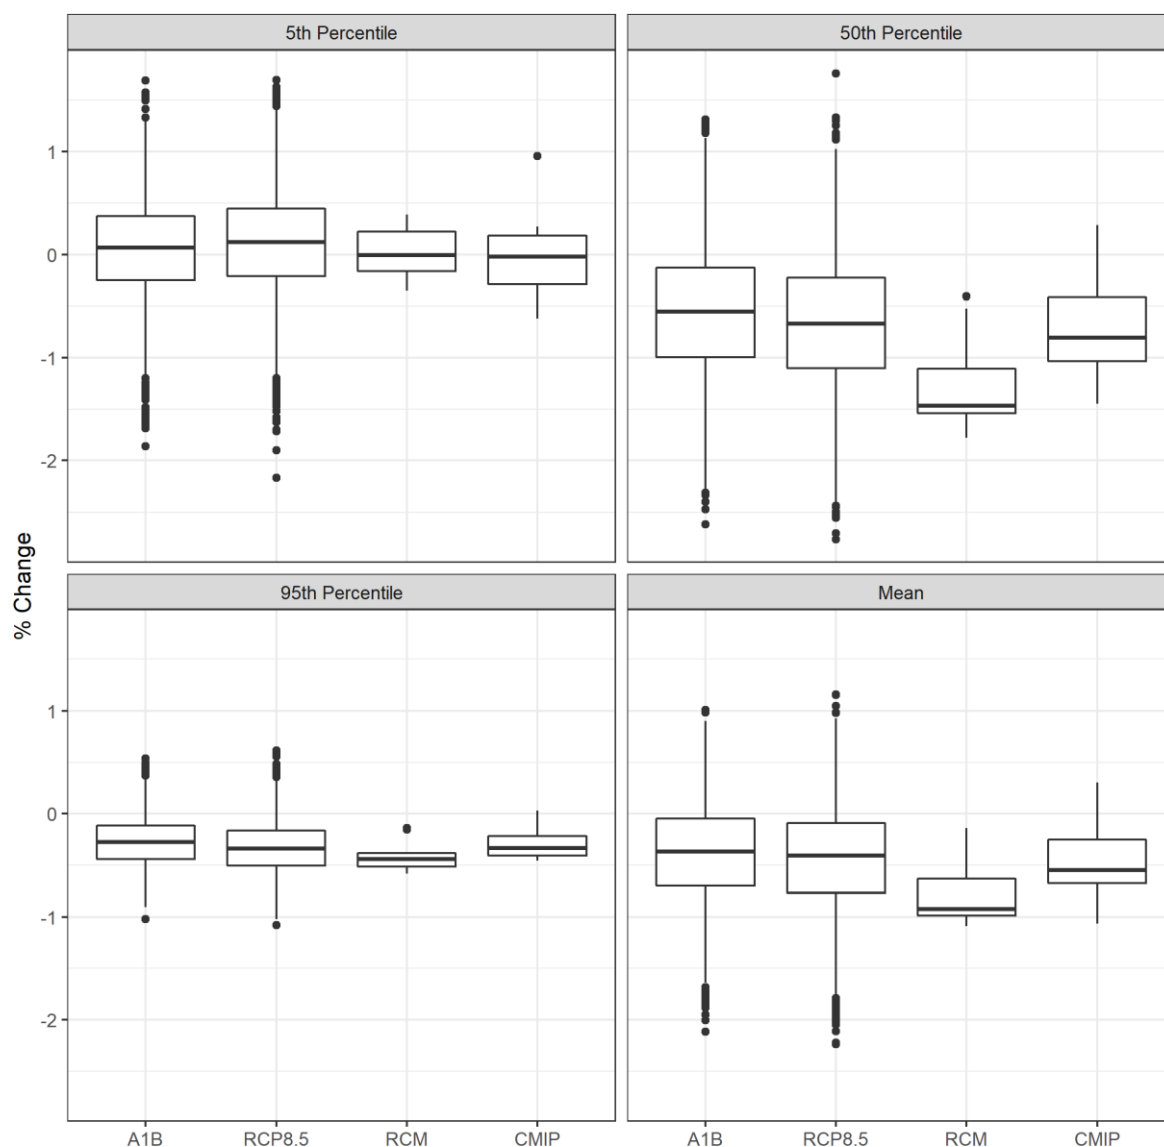 5th Percentile
50th Percentile
1
0
-1
-2
% Change
95th Percentile
Mean
1
0
-1
-2
A1B RCP8.5 RCM CMIP
A1B RCP8.5 RCM CMIP